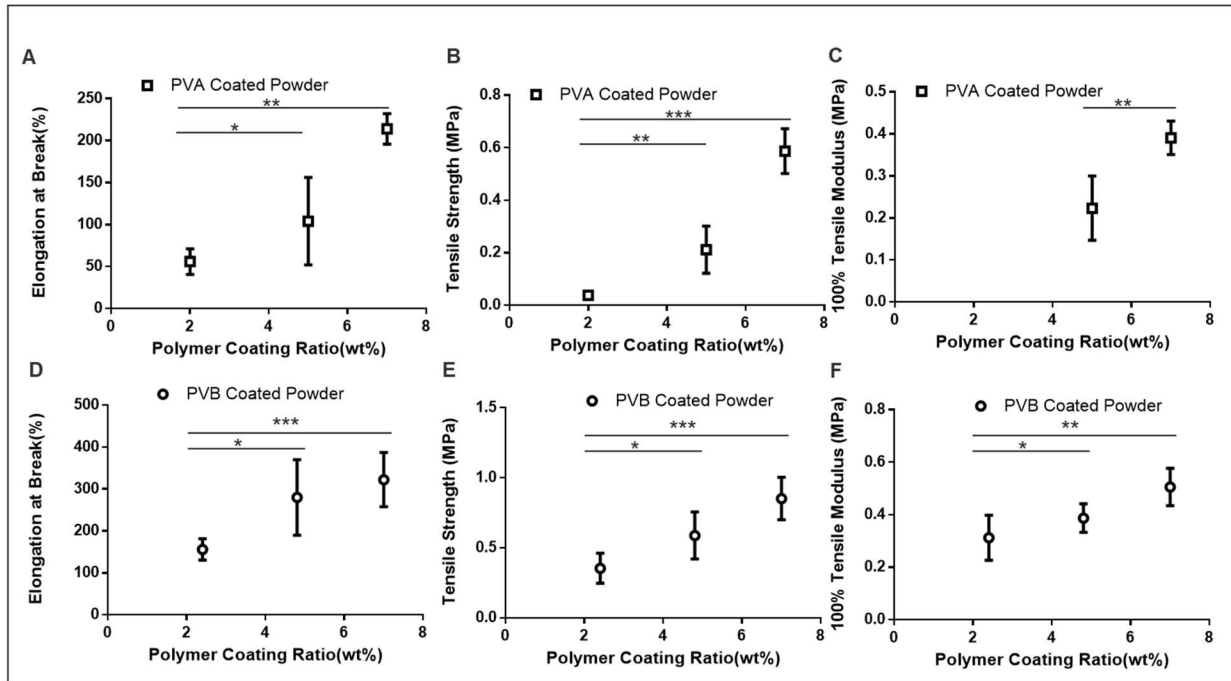 A
PVA Coated Powder
Elongation at Break(%)
250
200
150
100
50
0
**
*
0 2 4 6 8
Polymer Coating Ratio(wt%)
B
PVA Coated Powder
Tensile Strength (MPa)
0.8
0.6
0.4
0.2
0.0
***
**
0 2 4 6 8
Polymer Coating Ratio(wt%)
C
PVA Coated Powder
100% Tensile Modulus (MPa)
0.5
0.4
0.3
0.2
0.1
0.0
**
0 2 4 6 8
Polymer Coating Ratio(wt%)
D
PVB Coated Powder
Elongation at Break(%)
500
400
300
200
100
0
***
*
0 2 4 6 8
Polymer Coating Ratio(wt%)
E
PVB Coated Powder
Tensile Strength (MPa)
1.5
1.0
0.5
0.0
***
*
0 2 4 6 8
Polymer Coating Ratio(wt%)
F
PVB Coated Powder
100% Tensile Modulus (MPa)
0.8
0.6
0.4
0.2
0.0
**
*
0 2 4 6 8
Polymer Coating Ratio(wt%)